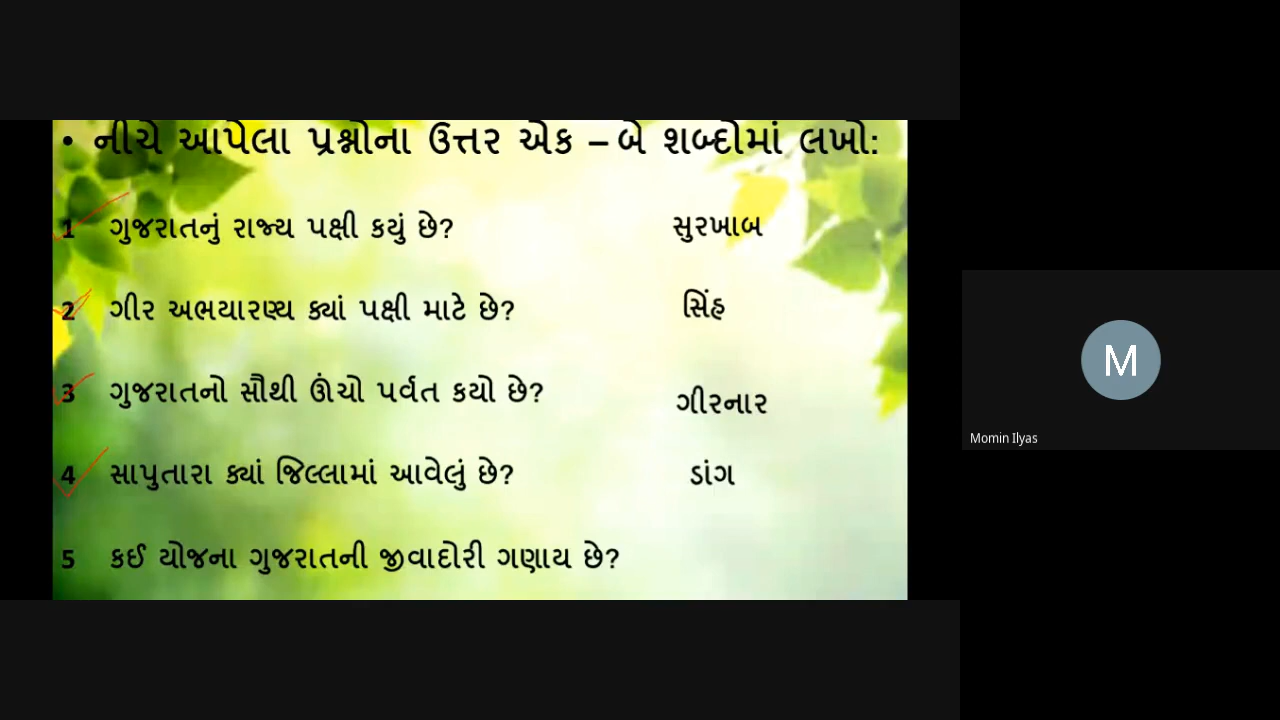 • નીચે આપેલા પ્રશ્નોના ઉત્તર એક – બે શબ્દોમાં લખો:
1 ગુજરાતનું રાજ્ય પક્ષી કયું છે? સુરખાબ
2 ગીર અભયારણ્ય ક્યાં પક્ષી માટે છે? સિંહ
3 ગુજરાતનો સૌથી ઊંચો પર્વત કયો છે? ગીરનાર
4 સાપુતારા ક્યાં જિલ્લામાં આવેલું છે? ડાંગ
5 કઈ યોજના ગુજરાતની જીવાદોરી ગણાય છે?
M
Momin Ilyas